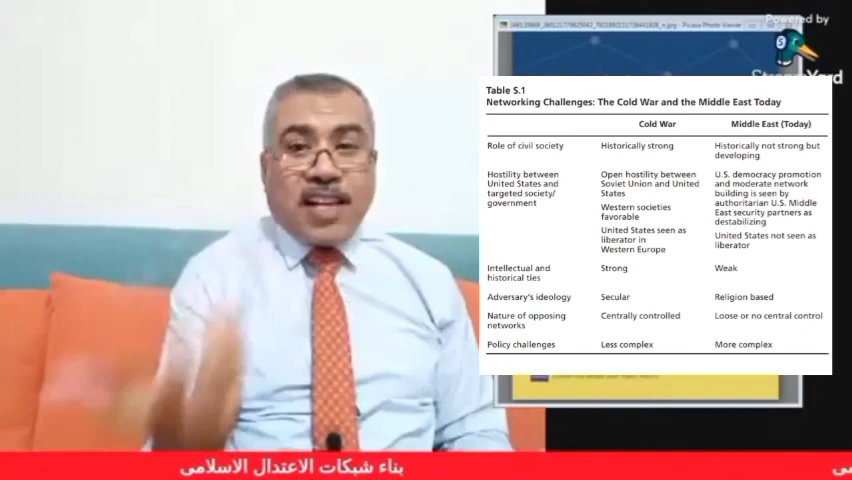 Powered by
StreamYard
Table S.1
Networking Challenges: The Cold War and the Middle East Today
Cold War Middle East (Today)
Role of civil society Historically strong Historically not strong but developing
Hostility between United States and targeted society/government Open hostility between Soviet Union and United States U.S. democracy promotion and moderate network building is seen by authoritarian U.S. Middle East security partners as destabilizing
Western societies favorable
United States seen as liberator in Western Europe United States not seen as liberator
Intellectual and historical ties Strong Weak
Adversary's ideology Secular Religion based
Nature of opposing networks Centrally controlled Loose or no central control
Policy challenges Less complex More complex
بناء شبكات الاعتدال الاسلامى